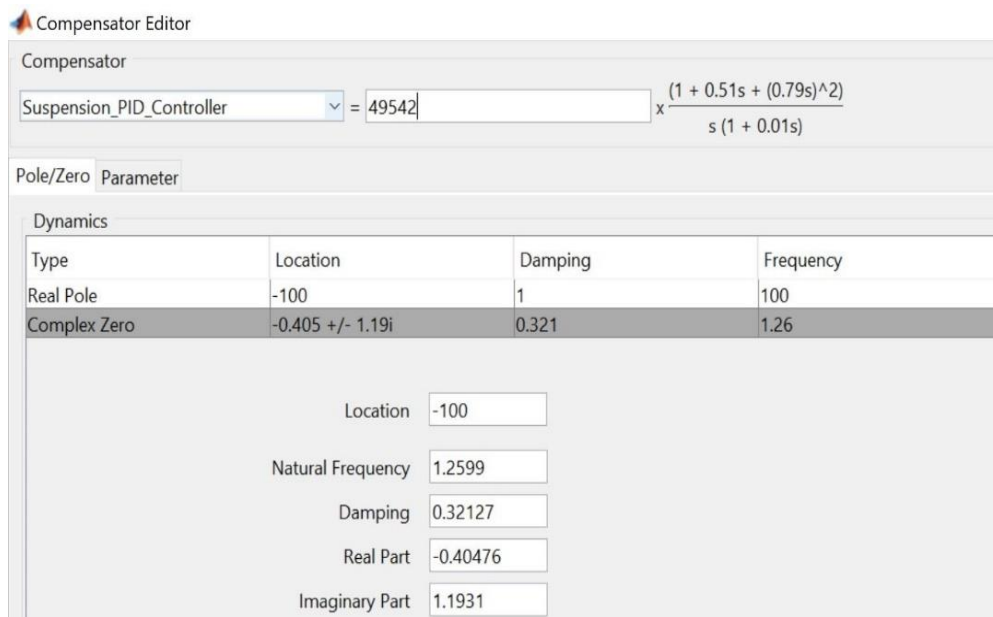 Compensator Editor
Compensator
Suspension_PID_Controller = 49542 x (1 + 0.51s + (0.79s)^2)
s (1 + 0.01s)
Pole/Zero Parameter
Dynamics
Type Location Damping Frequency
Real Pole -100 1 100
Complex Zero -0.405 +/- 1.19i 0.321 1.26
Location -100
Natural Frequency 1.2599
Damping 0.32127
Real Part -0.40476
Imaginary Part 1.1931